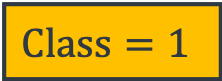 Class = 1